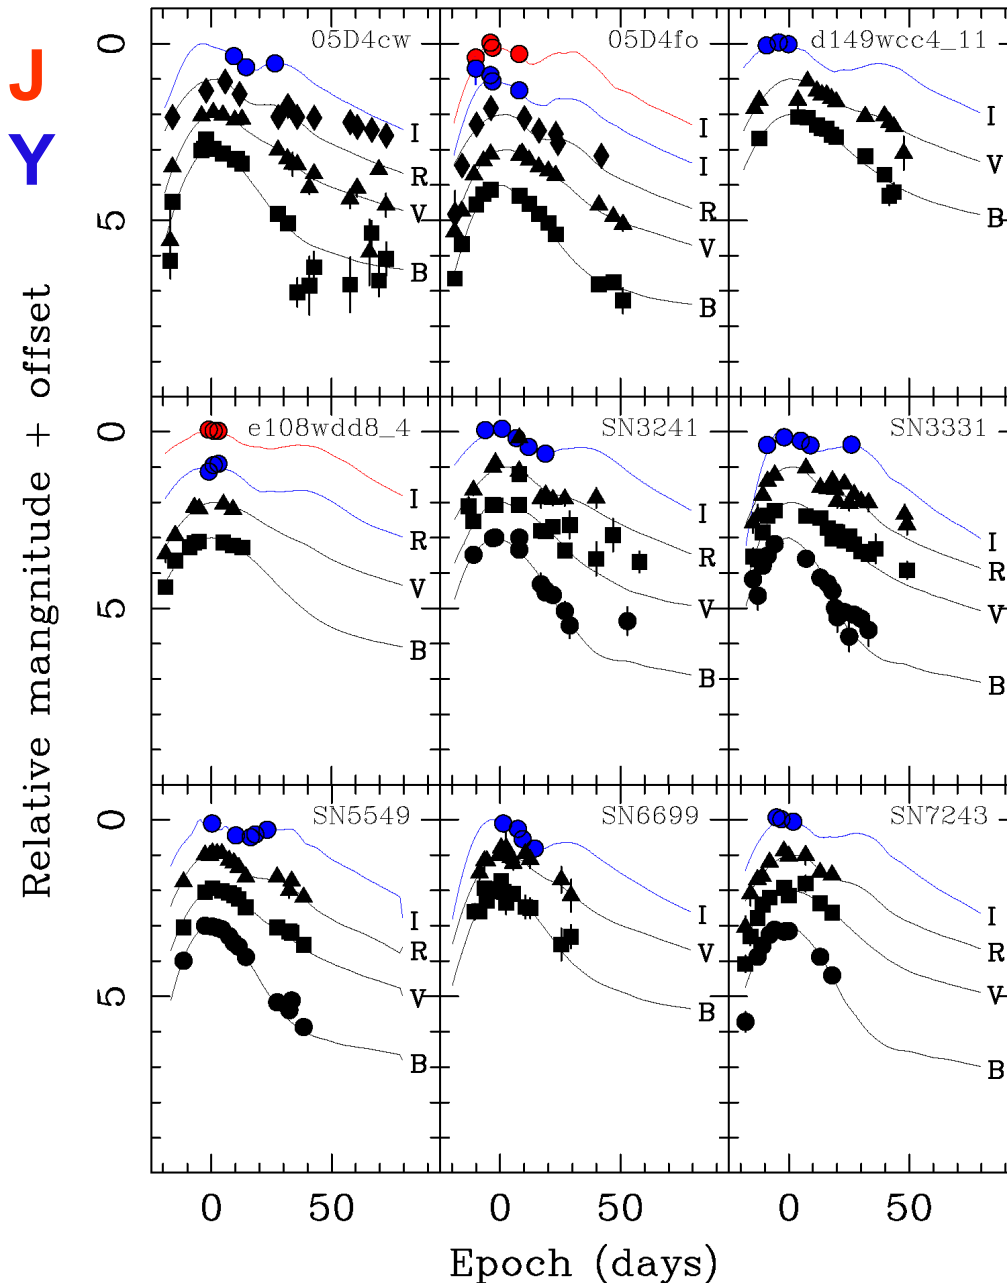 J
Y
Relative mangnitude + offset
Epoch (days)
0
5
0
5
0
5
05D4cw
I
R
V
B
05D4fo
I
I
R
V
B
d149wcc4_11
I
V
B
e108wdd8_4
I
R
V
B
SN3241
I
R
V
B
SN3331
I
R
V
B
SN5549
I
R
V
B
SN6699
I
V
B
SN7243
I
R
V
B
0 50
0 50
0 50